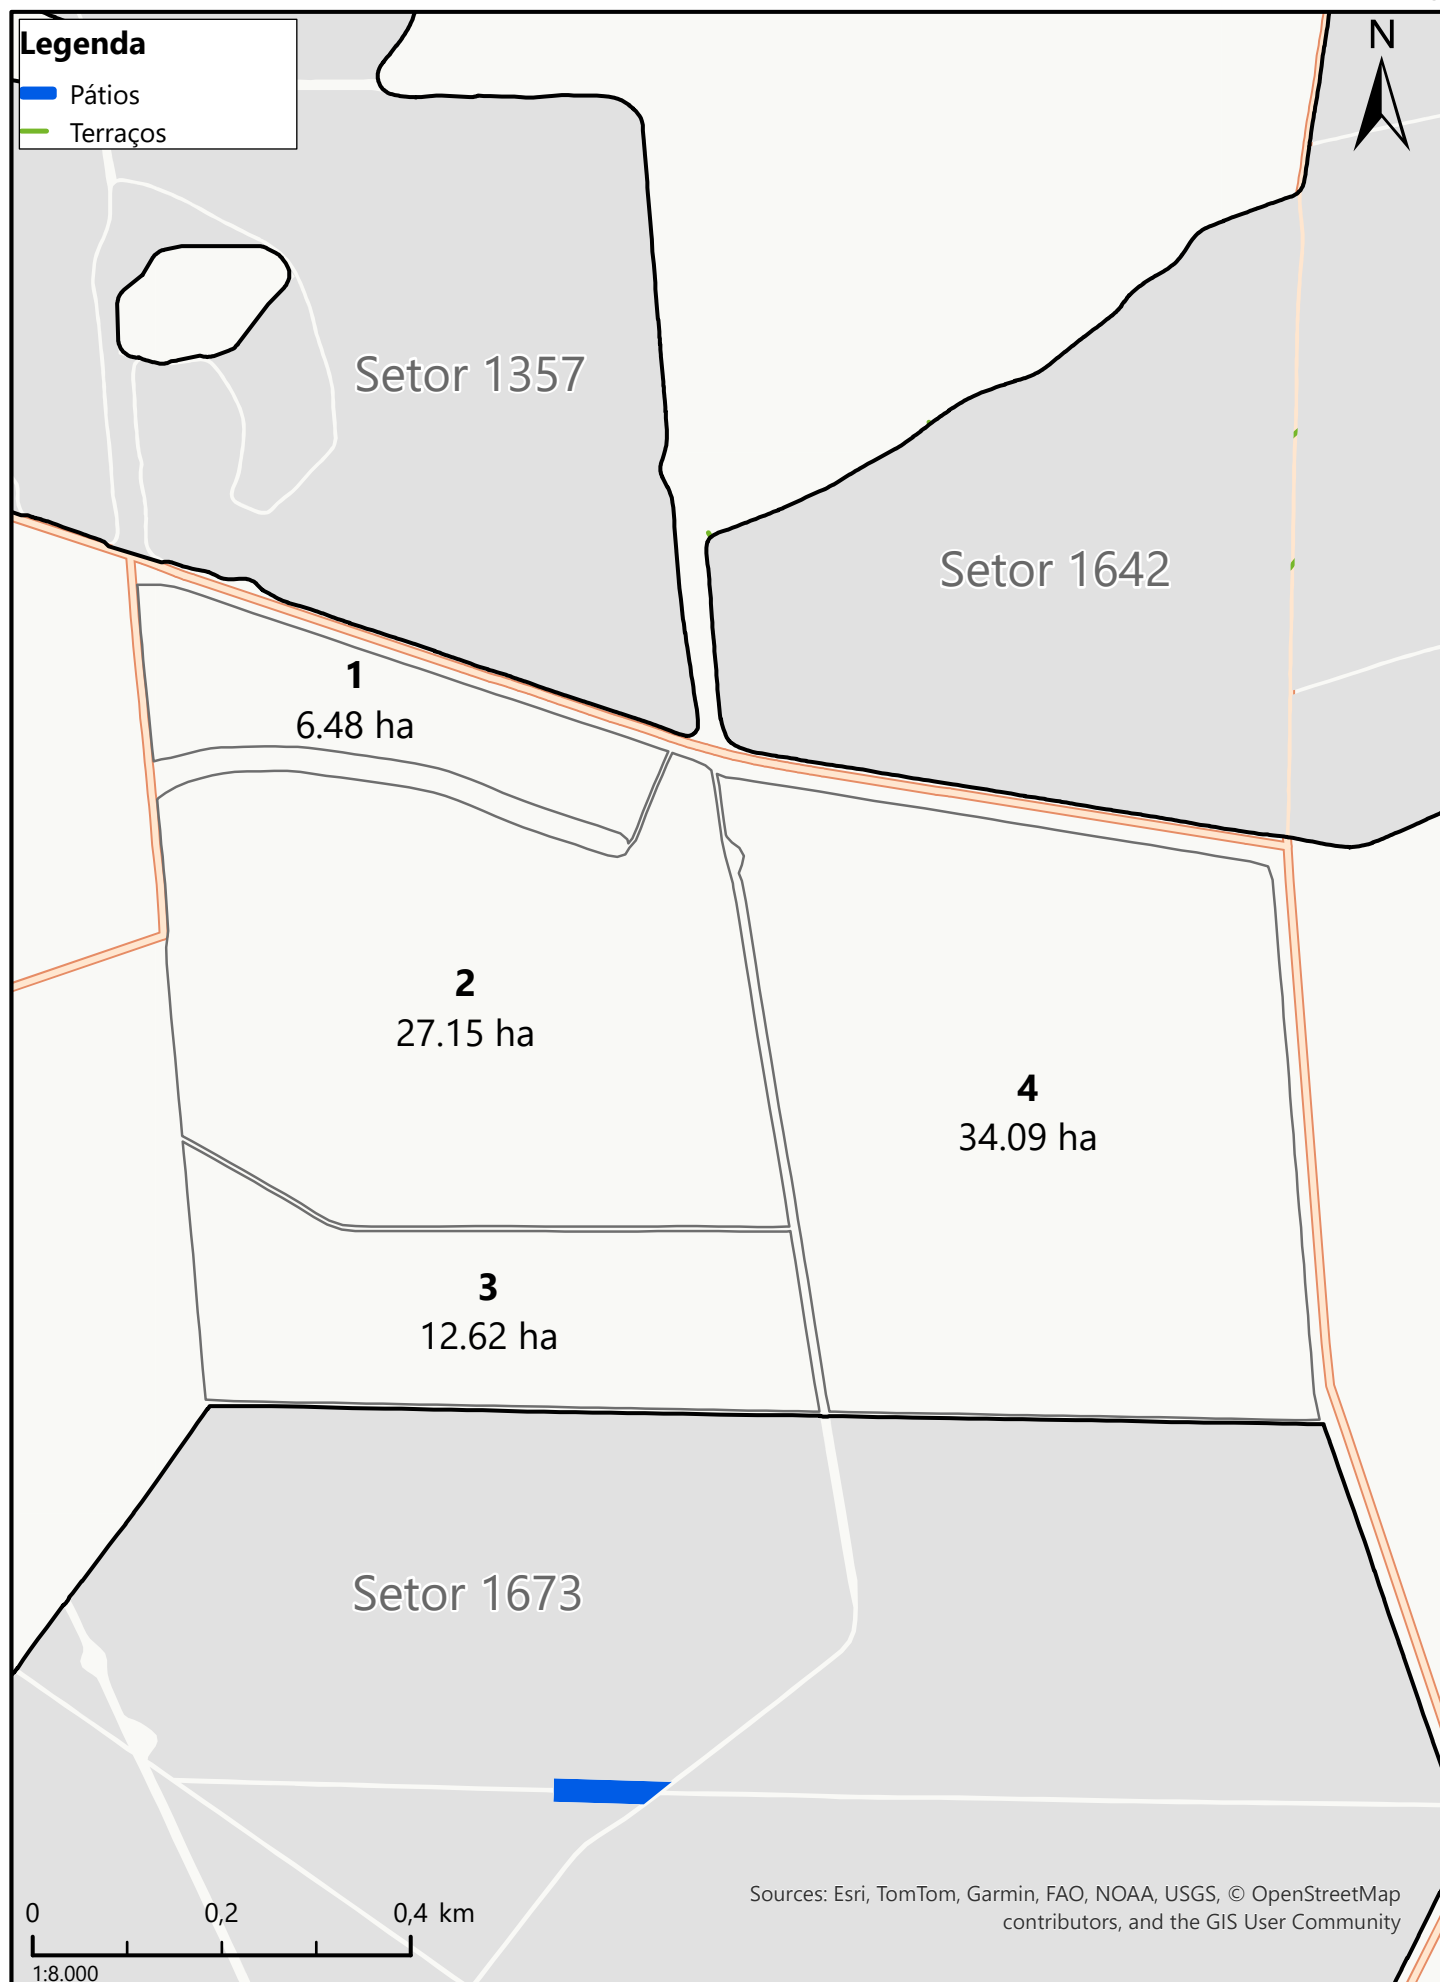 Legenda
Pátios
Terraços
N
Setor 1357
Setor 1642
1
6.48 ha
2
27.15 ha
4
34.09 ha
3
12.62 ha
Setor 1673
Sources: Esri, TomTom, Garmin, FAO, NOAA, USGS, © OpenStreetMap
contributors, and the GIS User Community
0 0,2 0,4 km
1:8.000